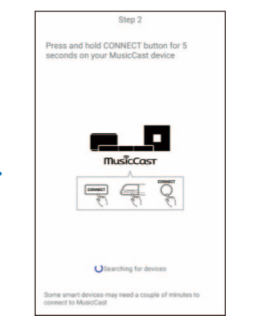 Step 2
Press and hold CONNECT button for 5
seconds on your MusicCast device
MusicCast
CONNECT
CONNECT
Searching for devices
Some smart devices may need a couple of minutes to
connect to MusicCast